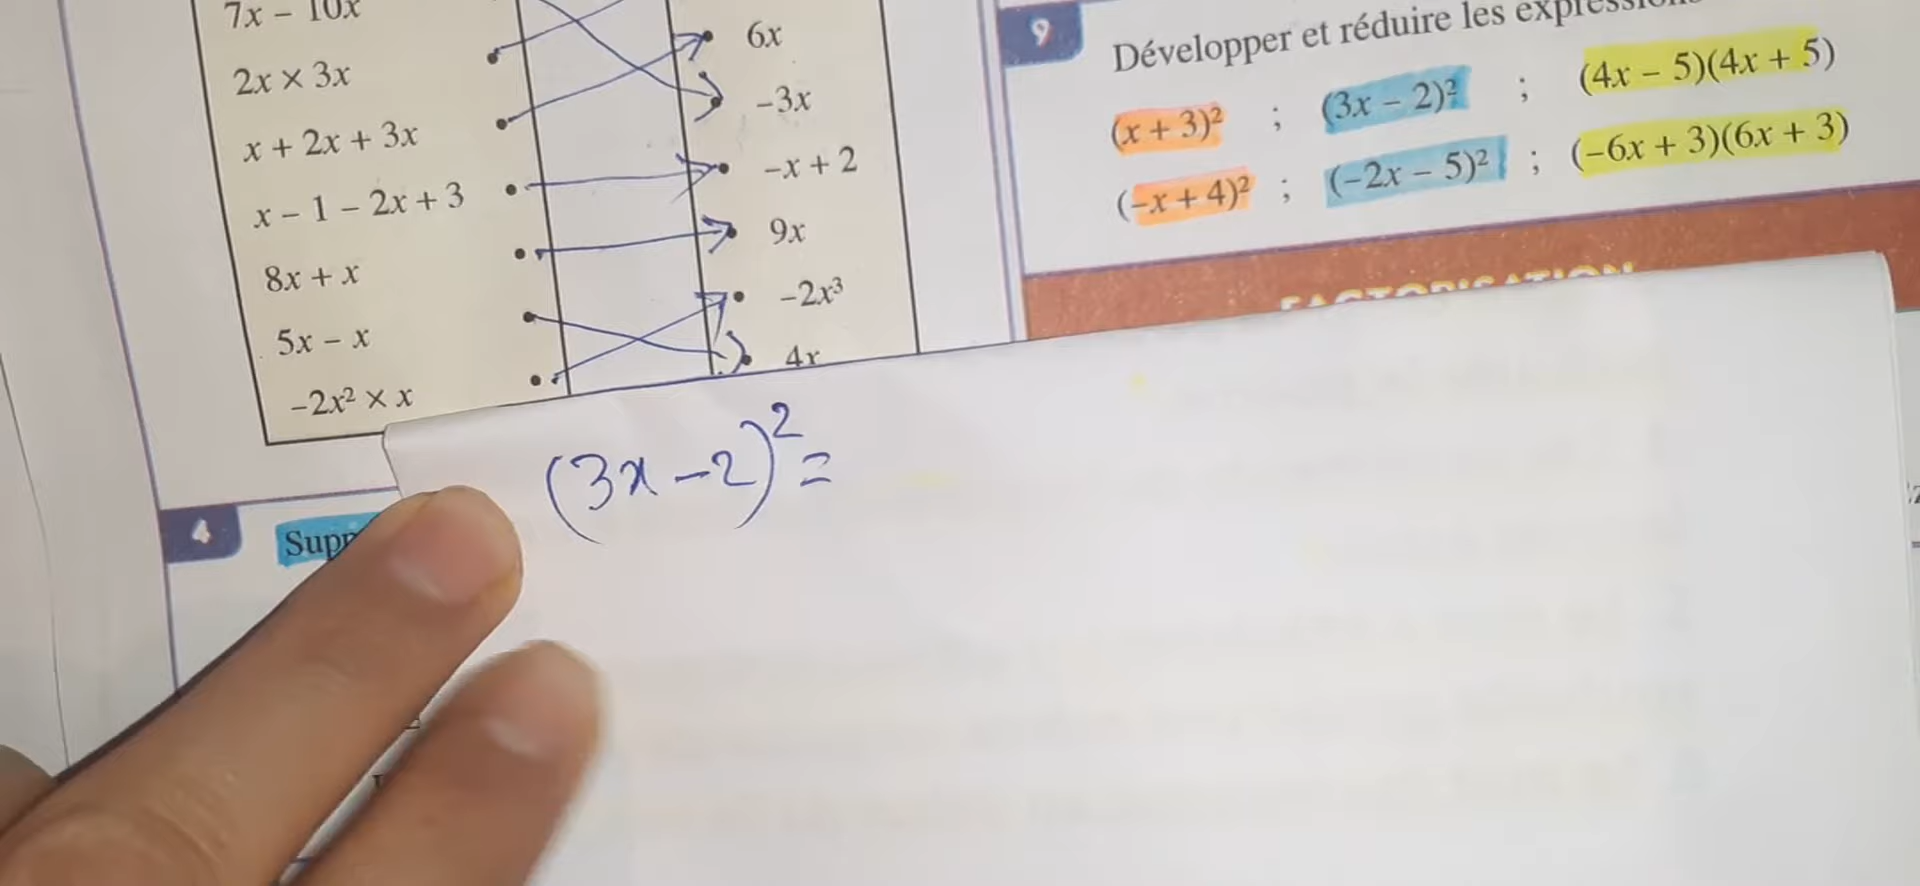 7x − 10x
2x × 3x
x + 2x + 3x
x − 1 − 2x + 3
8x + x
5x − x
−2x² × x
6x
−3x
−x + 2
9x
−2x³
4x
9
Développer et réduire les
(x + 3)² ; (3x − 2)² ; (4x − 5)(4x + 5)
(−x + 4)² ; (−2x − 5)² ; (−6x + 3)(6x + 3)
FACTORISATION
(3x − 2)² =
4